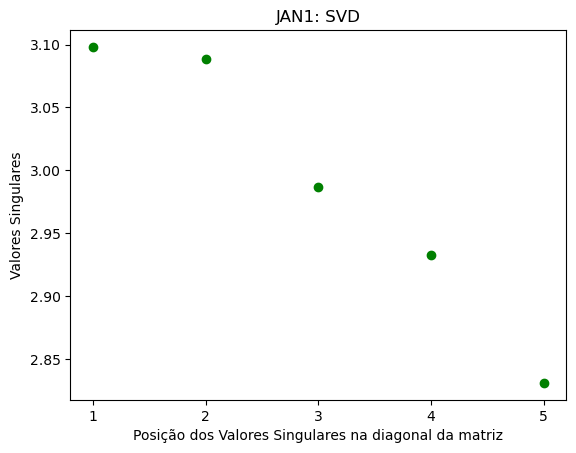 JAN1: SVD
Valores Singulares
3.10
3.05
3.00
2.95
2.90
2.85
1 2 3 4 5
Posição dos Valores Singulares na diagonal da matriz